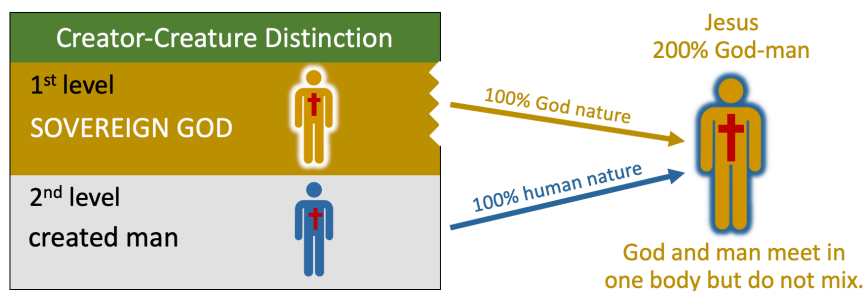 Creator-Creature Distinction
1st level
SOVEREIGN GOD
2nd level
created man
100% God nature
100% human nature
Jesus
200% God-man
God and man meet in
one body but do not mix.